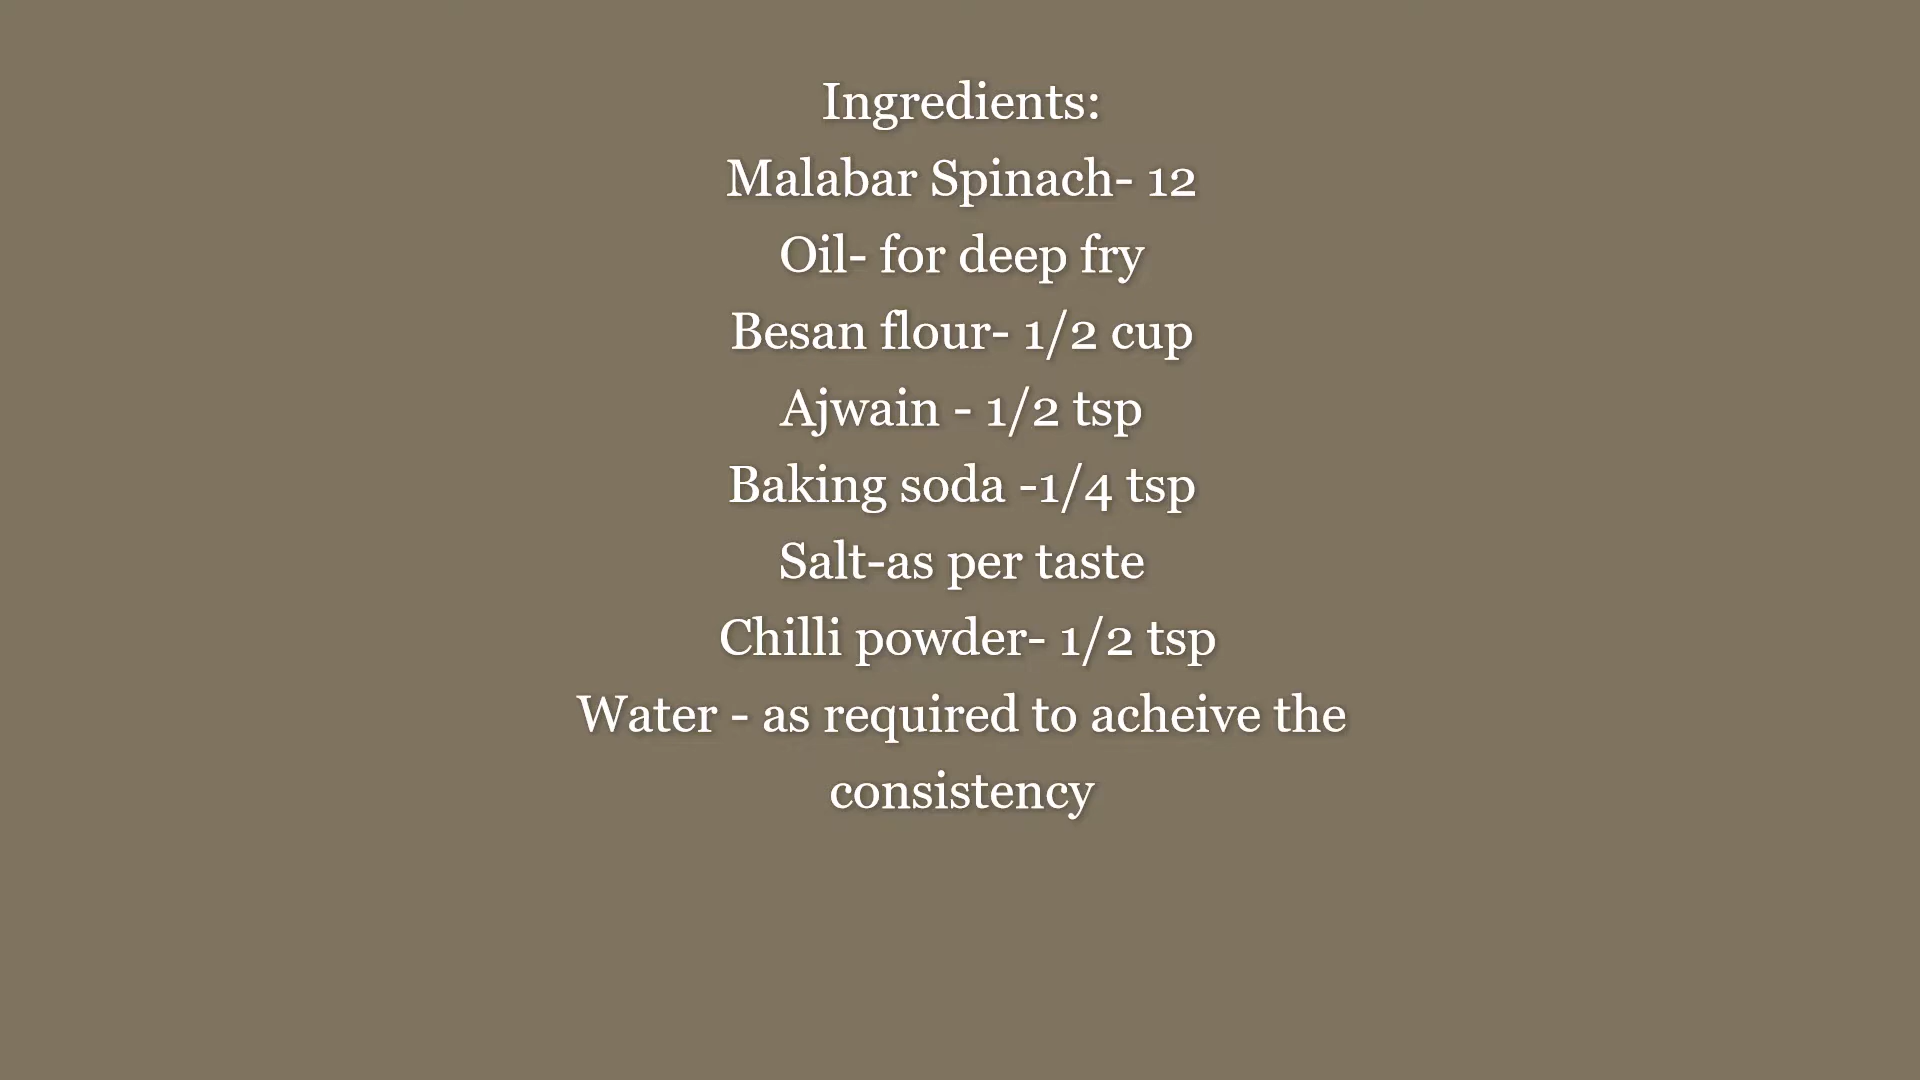 Ingredients:
Malabar Spinach- 12
Oil- for deep fry
Besan flour- 1/2 cup
Ajwain - 1/2 tsp
Baking soda -1/4 tsp
Salt-as per taste
Chilli powder- 1/2 tsp
Water - as required to acheive the
consistency